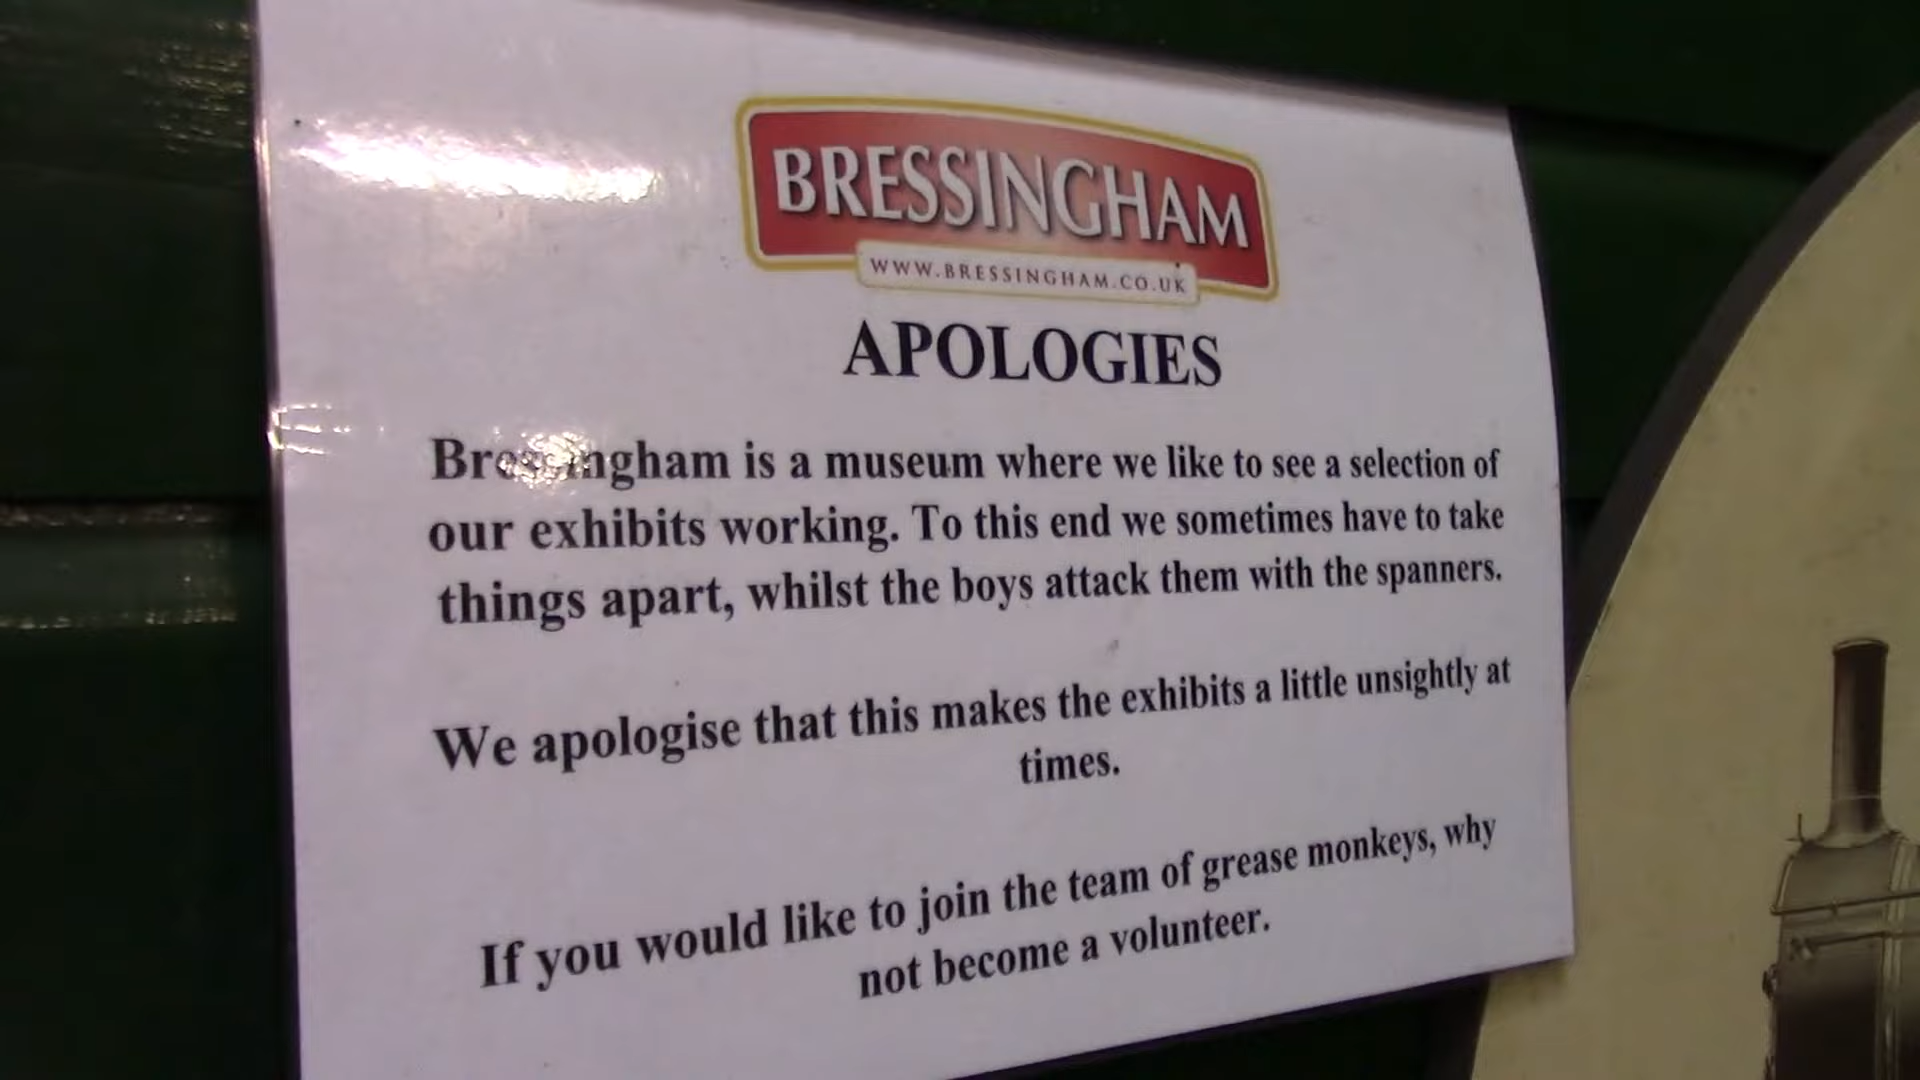 BRESSINGHAM
WWW.BRESSINGHAM.CO.UK
APOLOGIES
Bressingham is a museum where we like to see a selection of
our exhibits working. To this end we sometimes have to take
things apart, whilst the boys attack them with the spanners.
We apologise that this makes the exhibits a little unsightly at
times.
If you would like to join the team of grease monkeys, why
not become a volunteer.